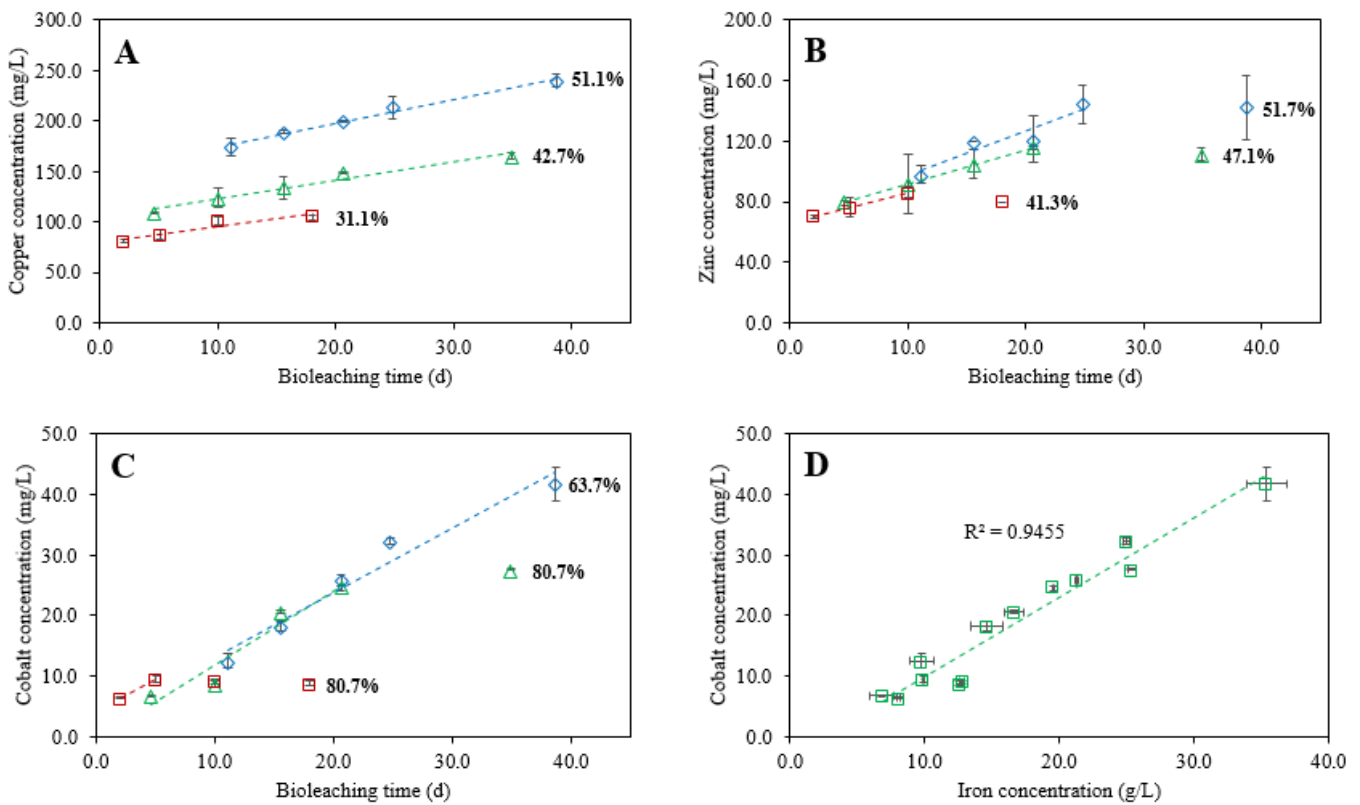 A
Copper concentration (mg/L)
300.0
250.0
200.0
150.0
100.0
50.0
0.0
51.1%
42.7%
31.1%
0.0 10.0 20.0 30.0 40.0
Bioleaching time (d)
B
Zinc concentration (mg/L)
200.0
160.0
120.0
80.0
40.0
0.0
51.7%
47.1%
41.3%
0.0 10.0 20.0 30.0 40.0
Bioleaching time (d)
C
Cobalt concentration (mg/L)
50.0
40.0
30.0
20.0
10.0
0.0
63.7%
80.7%
80.7%
0.0 10.0 20.0 30.0 40.0
Bioleaching time (d)
D
Cobalt concentration (mg/L)
50.0
40.0
30.0
20.0
10.0
0.0
R² = 0.9455
0.0 10.0 20.0 30.0 40.0
Iron concentration (g/L)